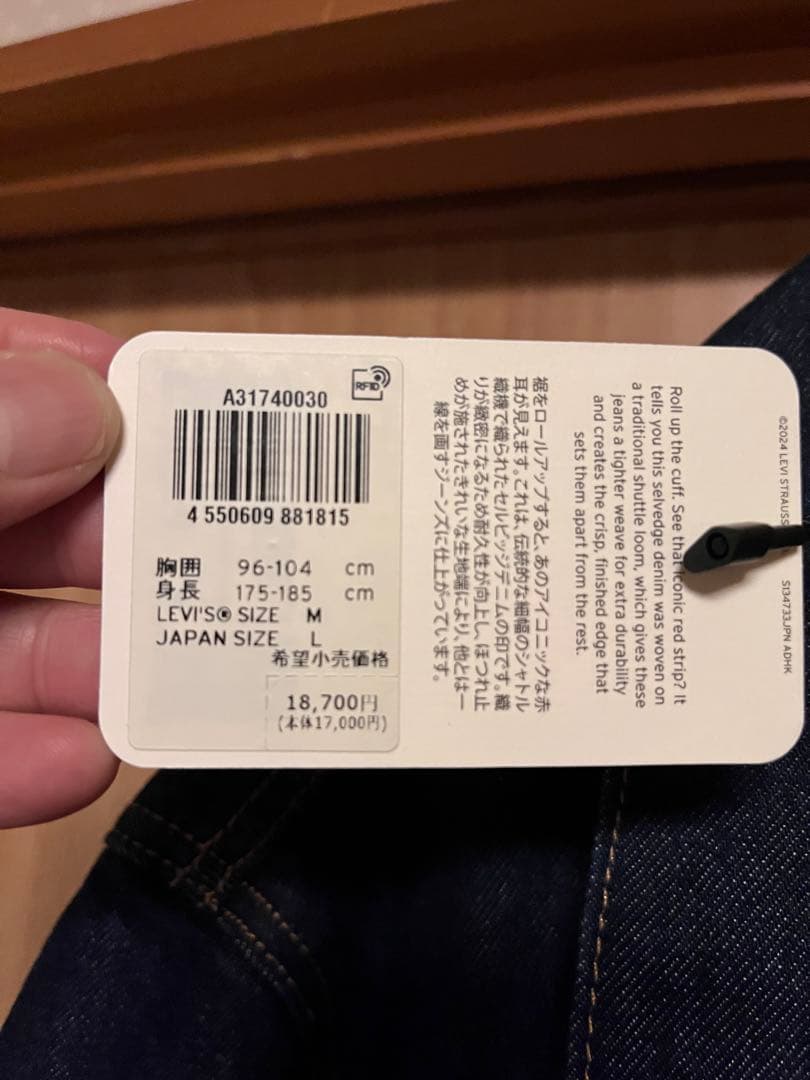 RFID
A31740030
4 550609 881815
胸囲 96-104 cm
身長 175-185 cm
LEVI'S® SIZE M
JAPAN SIZE L
希望小売価格
18,700円
(本体17,000円)
裾をロールアップすると、あのアイコニックな赤
耳が見えます。これは、伝統的な細幅のシャトル
織機で織られたセルビッジデニムの印です。織
りが緻密になるため耐久性が向上し、ほつれ止
めが施されたきれいな生地端により、他とは一
線を画すジーンズに仕上がっています。
Roll up the cuff. See that iconic red strip? It
tells you this selvedge denim was woven on
a traditional shuttle loom, which gives these
jeans a tighter weave for extra durability
and creates the crisp, finished edge that
sets them apart from the rest.
©2024 LEVI STRAUSS
S134733JPN ADHK